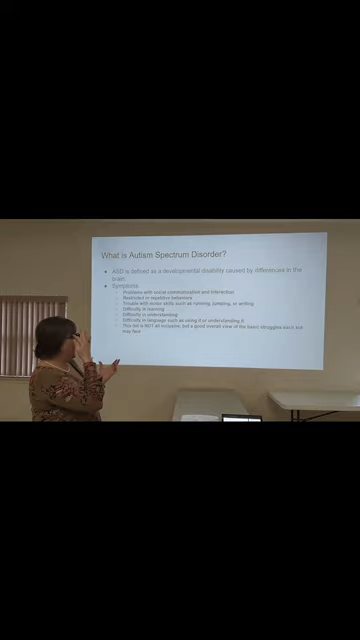 What is Autism Spectrum Disorder?
ASD is defined as a developmental disability caused by differences in the
brain
Symptoms
Problems with social communication and interaction
Restricted or repetitive behaviors
Trouble with motor skills such as running, jumping, or writing
Difficulty in learning
Difficulty in understanding
Difficulty in language such as using it or understanding it
This list is NOT all inclusive, but a good overall view of the basic struggles
may face